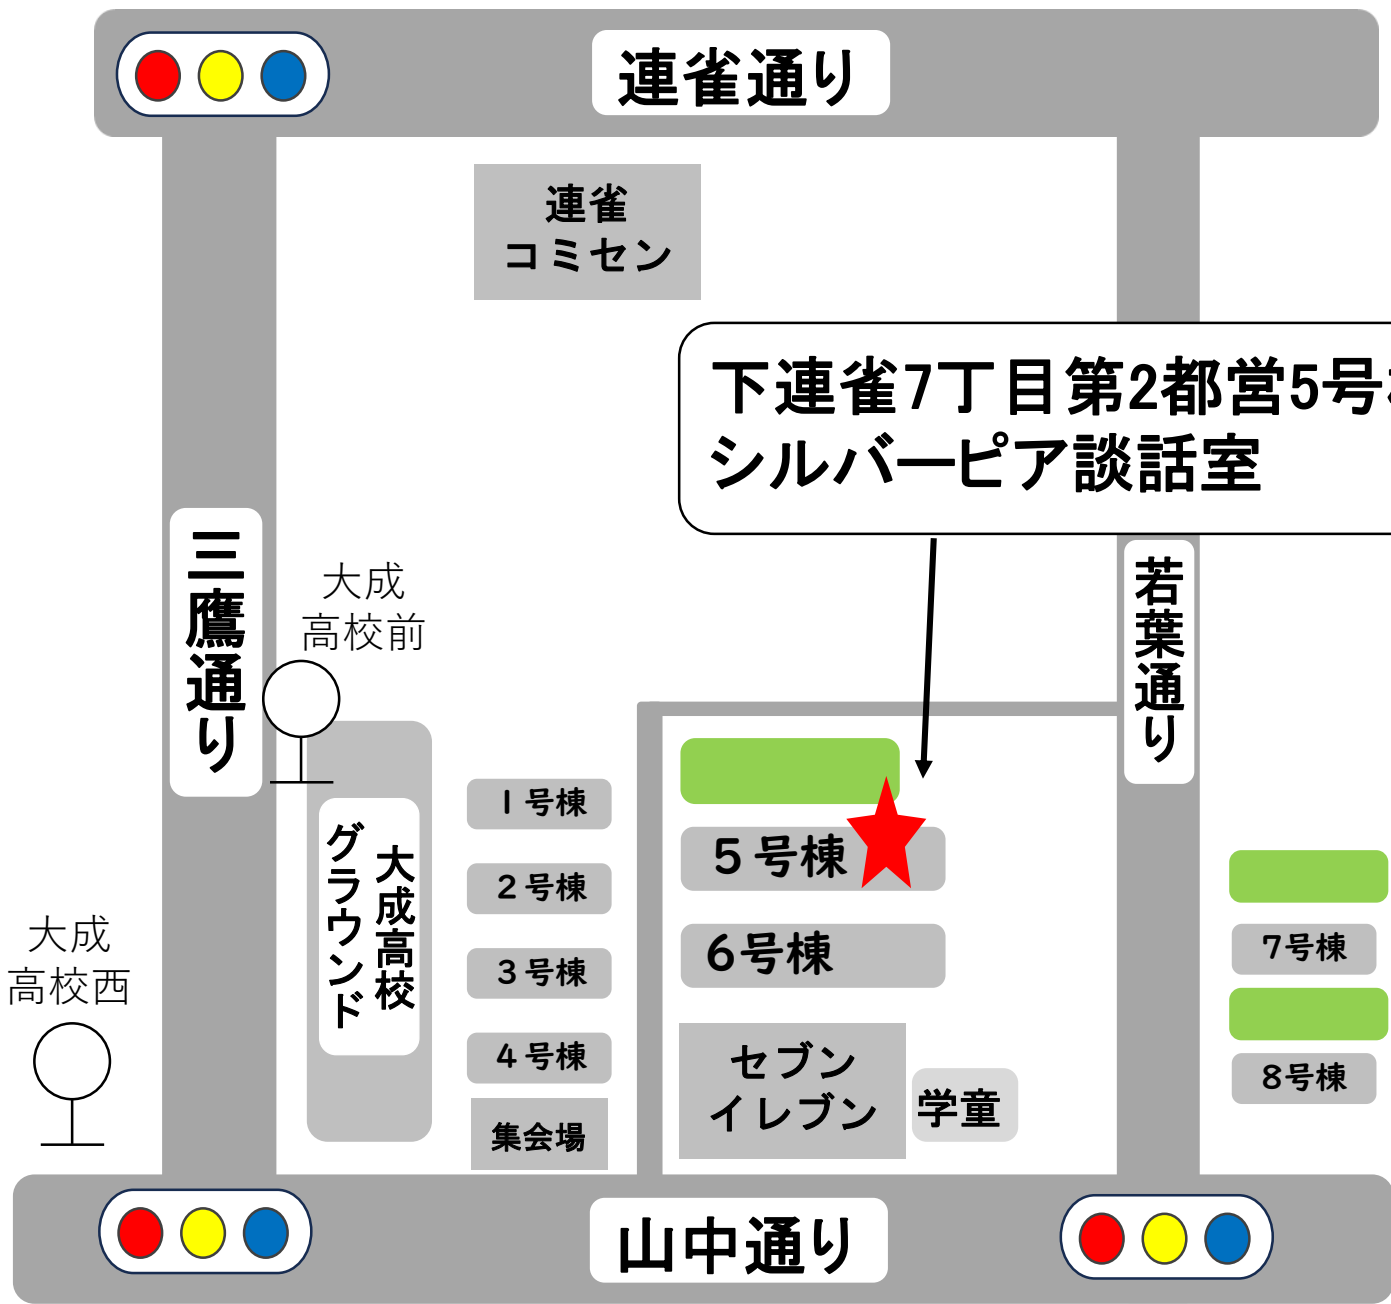 連雀通り
連雀
コミセン
下連雀7丁目第2都営5号
シルバーピア談話室
三鷹通り
大成
高校前
若葉通り
大成高校
グラウンド
1号棟
2号棟
3号棟
4号棟
集会場
5号棟
6号棟
セブン
イレブン
学童
7号棟
8号棟
大成
高校西
山中通り